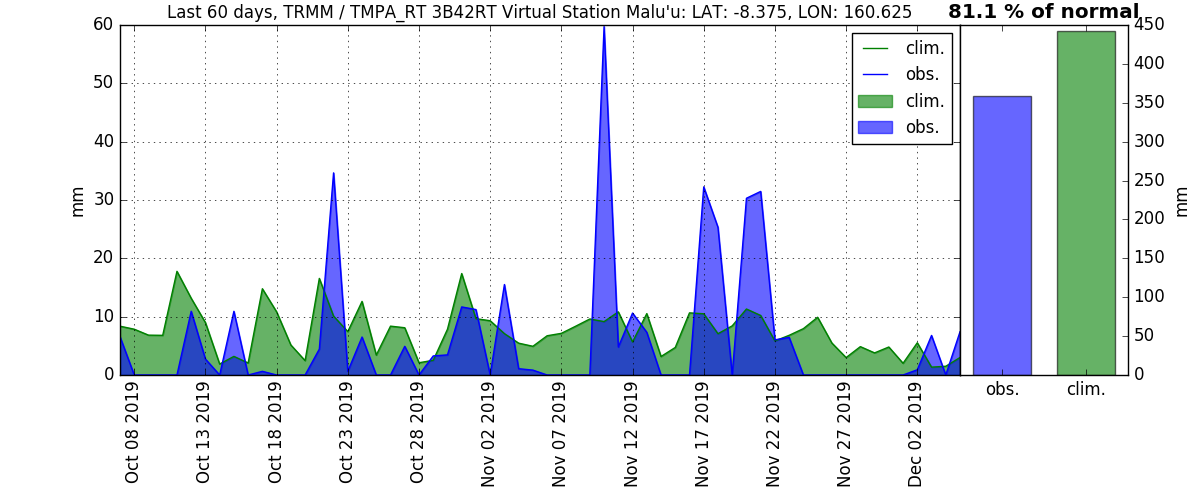 Last 60 days, TRMM / TMPA_RT 3B42RT Virtual Station Malu'u: LAT: -8.375, LON: 160.625
81.1 % of normal
60
50
40
30
20
10
0
mm
clim.
obs.
clim.
obs.
Oct 08 2019
Oct 13 2019
Oct 18 2019
Oct 23 2019
Oct 28 2019
Nov 02 2019
Nov 07 2019
Nov 12 2019
Nov 17 2019
Nov 22 2019
Nov 27 2019
Dec 02 2019
450
400
350
300
250
200
150
100
50
0
mm
obs.
clim.